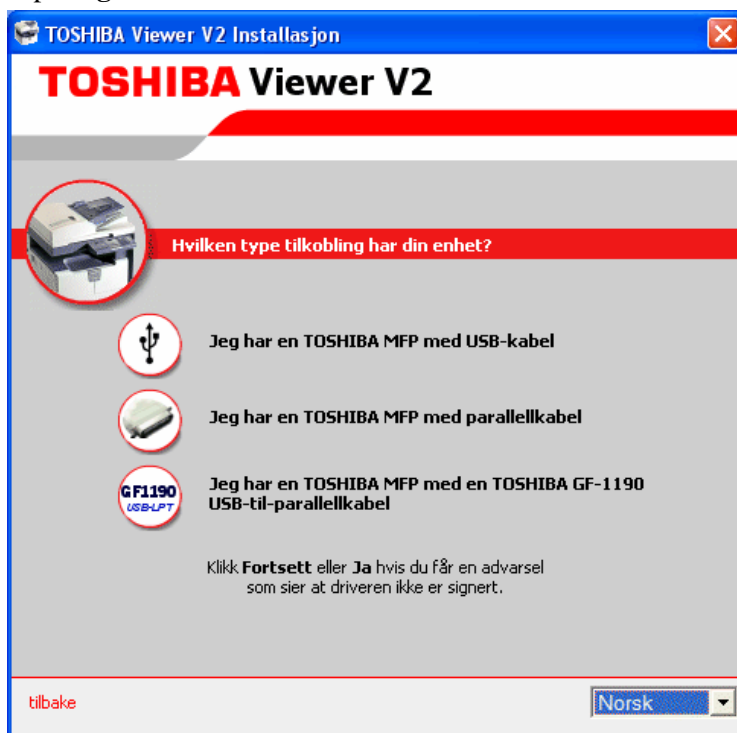 TOSHIBA Viewer V2 Installasjon
TOSHIBA Viewer V2
Hvilken type tilkobling har din enhet?
Jeg har en TOSHIBA MFP med USB-kabel
Jeg har en TOSHIBA MFP med parallellkabel
GF1190
USB-LPT
Jeg har en TOSHIBA MFP med en TOSHIBA GF-1190
USB-til-parallellkabel
Klikk Fortsett eller Ja hvis du får en advarsel
som sier at driveren ikke er signert.
tilbake
Norsk